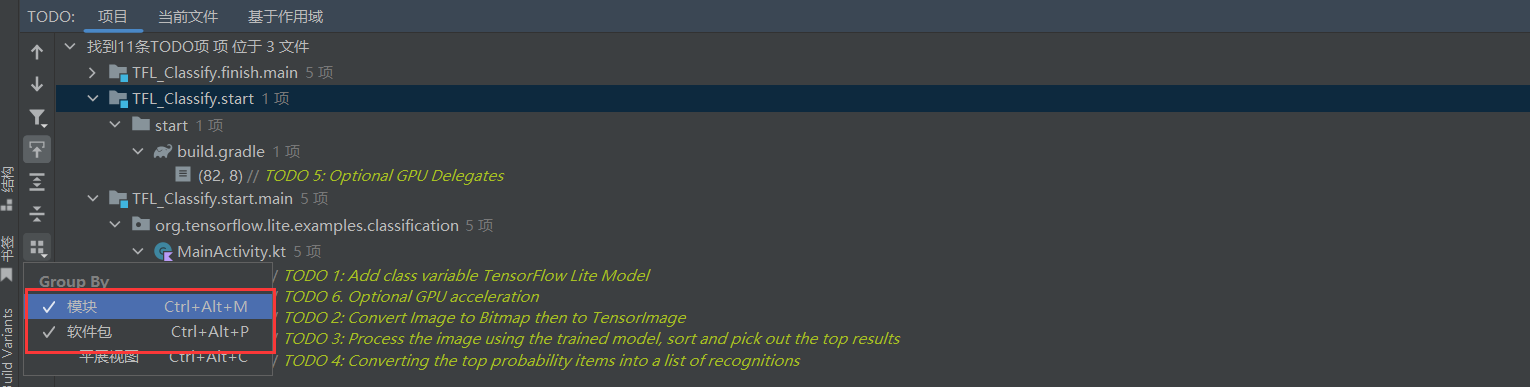 TODO: 项目 当前文件 基于作用域
找到11条TODO项 项 位于 3 文件
TFL_Classify.finish.main 5 项
TFL_Classify.start 1 项
start 1 项
build.gradle 1 项
(82, 8) // TODO 5: Optional GPU Delegates
TFL_Classify.start.main 5 项
org.tensorflow.lite.examples.classification 5 项
MainActivity.kt 5 项
/ TODO 1: Add class variable TensorFlow Lite Model
/ TODO 6. Optional GPU acceleration
/ TODO 2: Convert Image to Bitmap then to TensorImage
/ TODO 3: Process the image using the trained model, sort and pick out the top results
/ TODO 4: Converting the top probability items into a list of recognitions
Group By
模块 Ctrl+Alt+M
软件包 Ctrl+Alt+P
平展视图 Ctrl+Alt+C
结构
书签
Build Variants